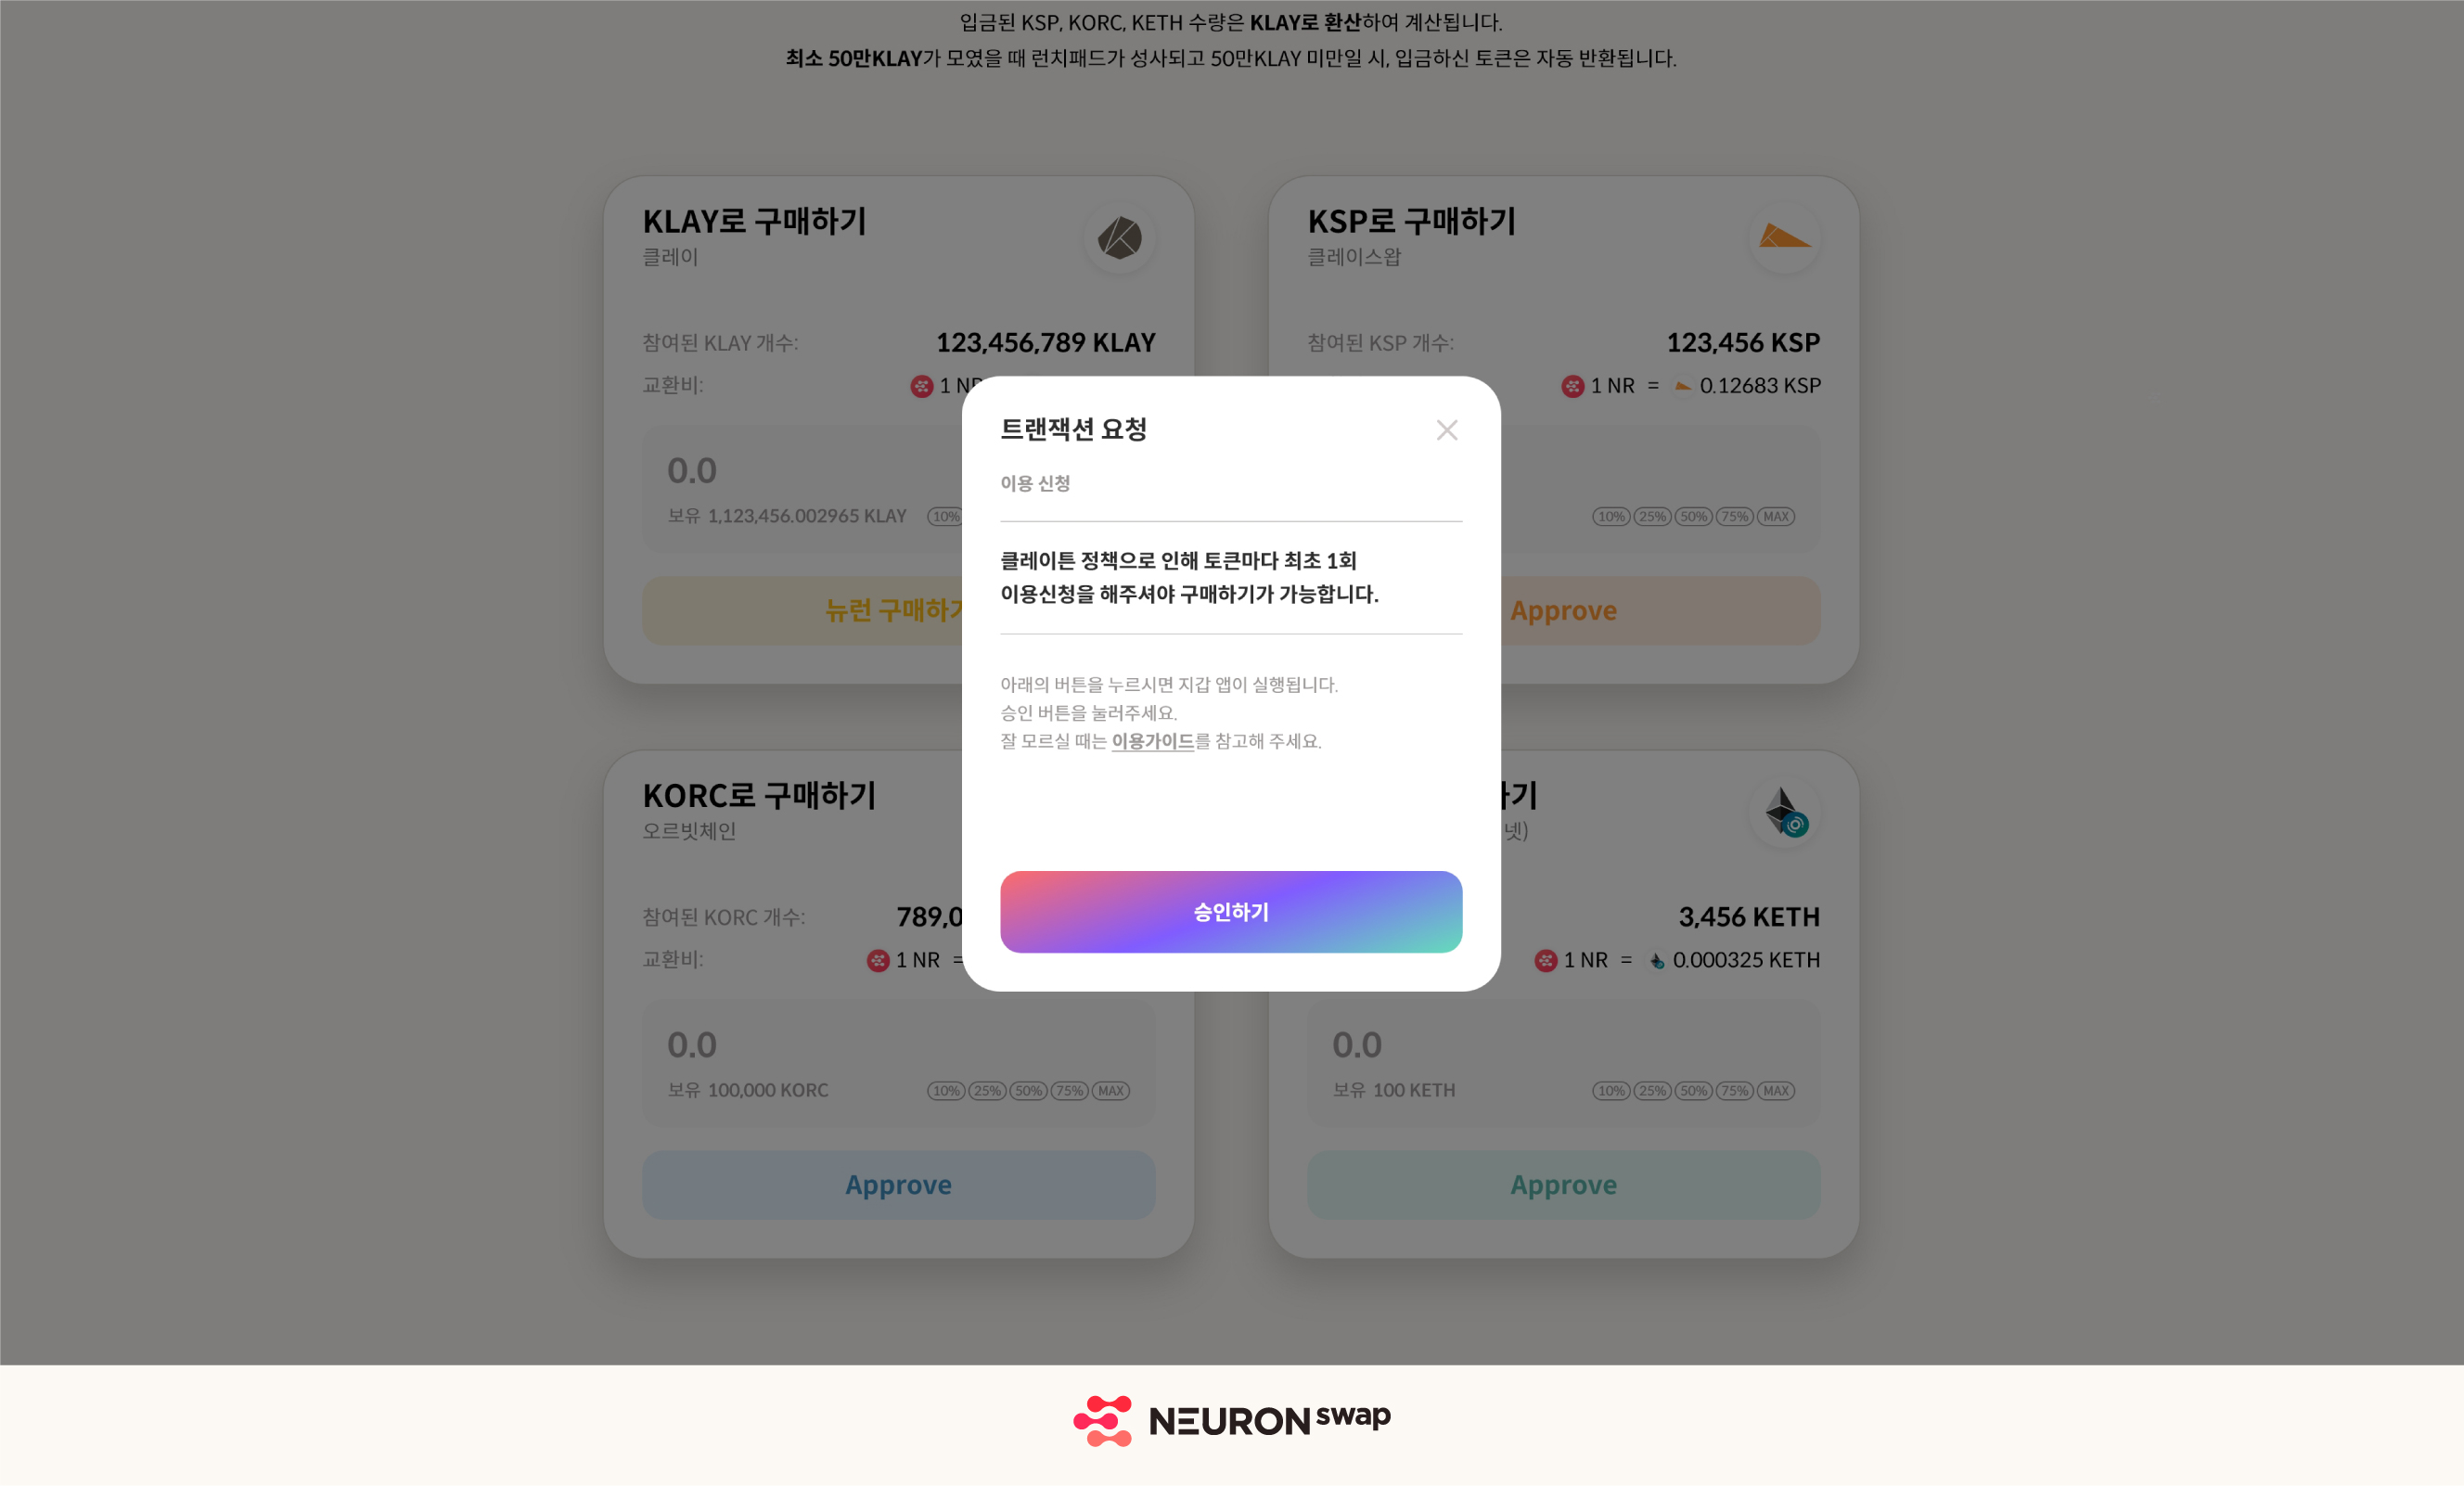 입금된 KSP, KORC, KETH 수량은 KLAY로 환산하여 계산됩니다.
최소 50만KLAY가 모였을 때 런치패드가 성사되고 50만KLAY 미만일 시, 입금하신 토큰은 자동 반환됩니다.
KLAY로 구매하기
클레이
참여된 KLAY 개수: 123,456,789 KLAY
교환비: 1 NR
0.0
보유 1,123,456.002965 KLAY 10%
뉴런 구매하기
KSP로 구매하기
클레이스왑
참여된 KSP 개수: 123,456 KSP
1 NR = 0.12683 KSP
10% 25% 50% 75% MAX
Approve
트랜잭션 요청
이용 신청
클레이튼 정책으로 인해 토큰마다 최초 1회
이용신청을 해주셔야 구매하기가 가능합니다.
아래의 버튼을 누르시면 지갑 앱이 실행됩니다.
승인 버튼을 눌러주세요.
잘 모르실 때는 이용가이드를 참고해 주세요.
승인하기
KORC로 구매하기
오르빗체인
참여된 KORC 개수: 789,0
교환비: 1 NR =
0.0
보유 100,000 KORC 10% 25% 50% 75% MAX
Approve
하기
넷)
3,456 KETH
1 NR = 0.000325 KETH
0.0
보유 100 KETH 10% 25% 50% 75% MAX
Approve
NEURON swap